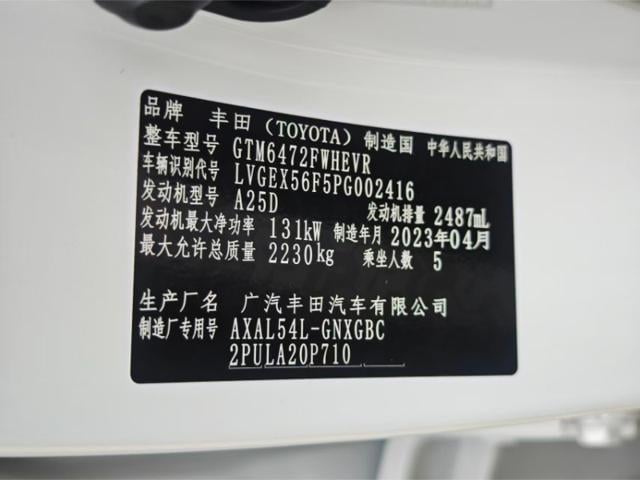 品牌 丰田(TOYOTA) 制造国 中华人民共和国
整车型号 GTM6472FWHEVR
车辆识别代号 LVGEX56F5PG002416
发动机型号 A25D 发动机排量 2487mL
发动机最大净功率 131kW 制造年月 2023年04月
最大允许总质量 2230kg 乘坐人数 5
生产厂名 广汽丰田汽车有限公司
制造厂专用号 AXAL54L-GNXGBC
2PULA20P710